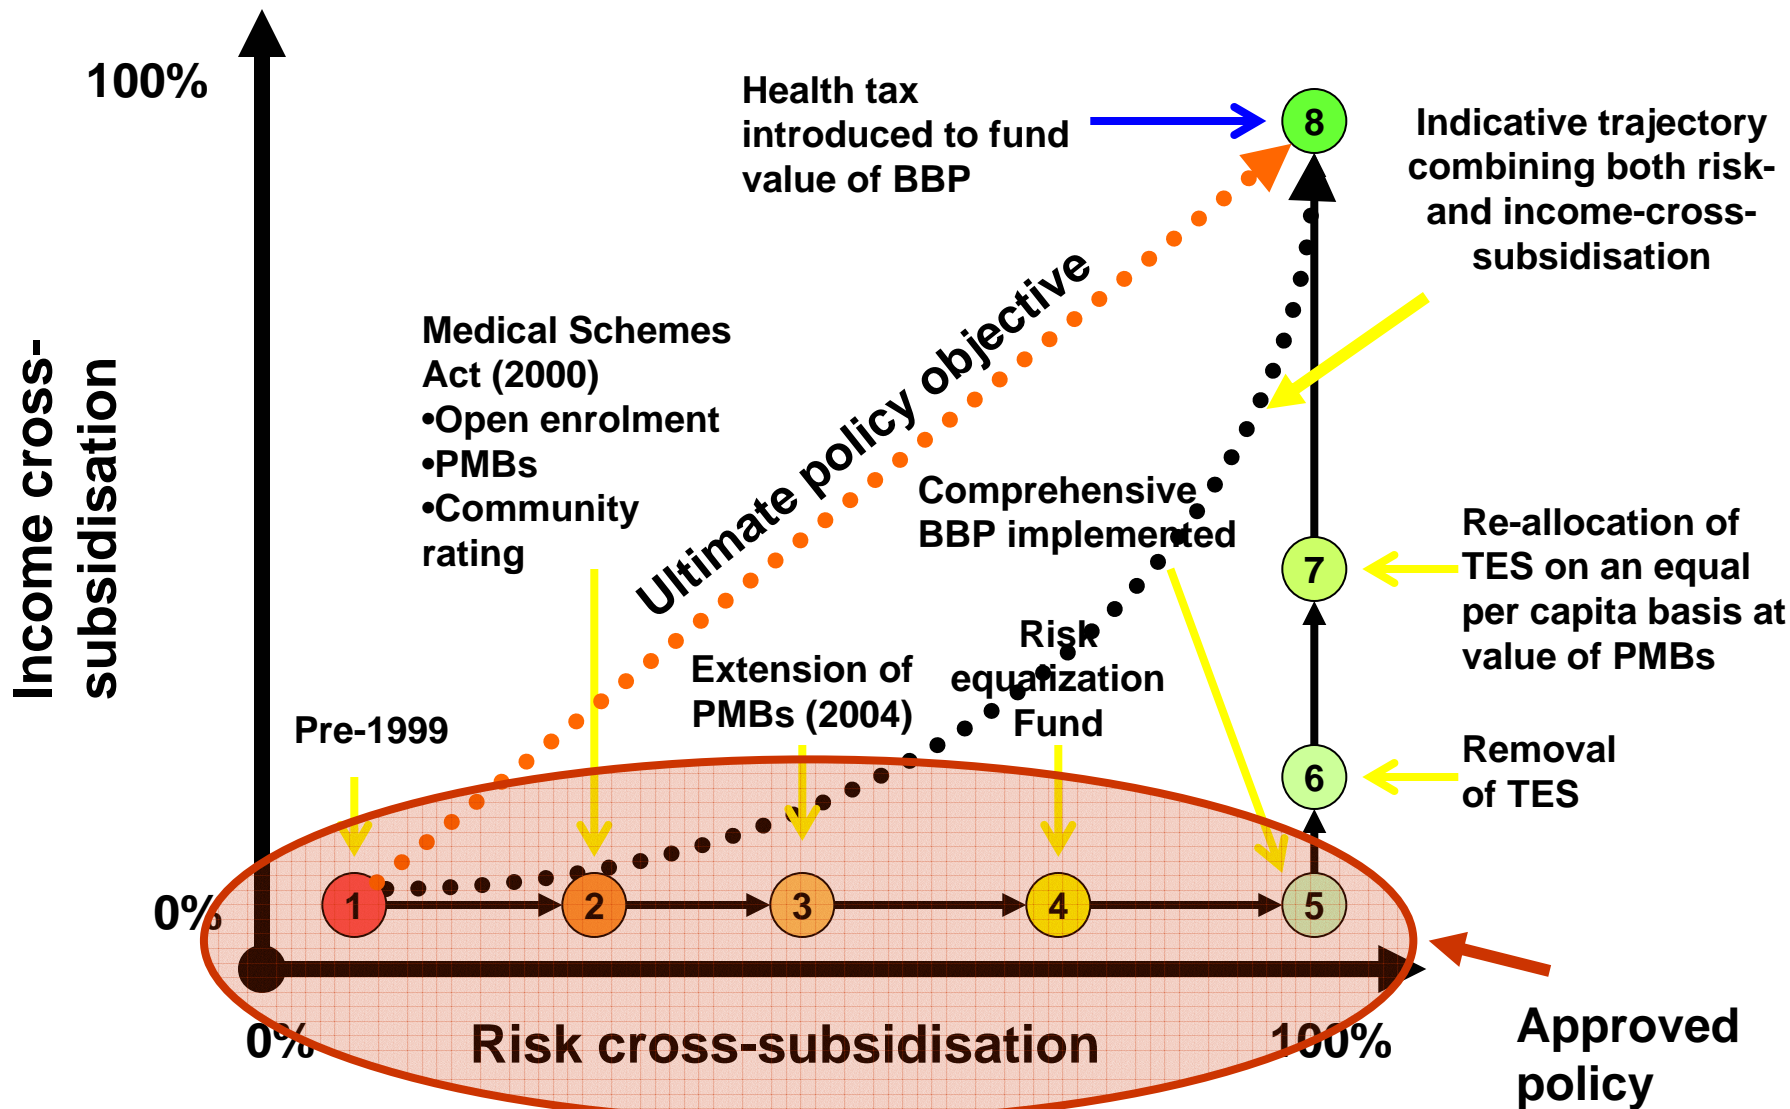 100%
Health tax
introduced to fund
value of BBP
8
Indicative trajectory
combining both risk-
and income-cross-
subsidisation
Income cross-
subsidisation
Medical Schemes
Act (2000)
•Open enrolment
•PMBs
•Community
rating
Ultimate policy objective
Comprehensive
BBP implemented
7
Re-allocation of
TES on an equal
per capita basis at
value of PMBs
Risk
equalization
Fund
Extension of
PMBs (2004)
Pre-1999
6
Removal
of TES
0%
1
2
3
4
5
0%
Risk cross-subsidisation
100%
Approved
policy